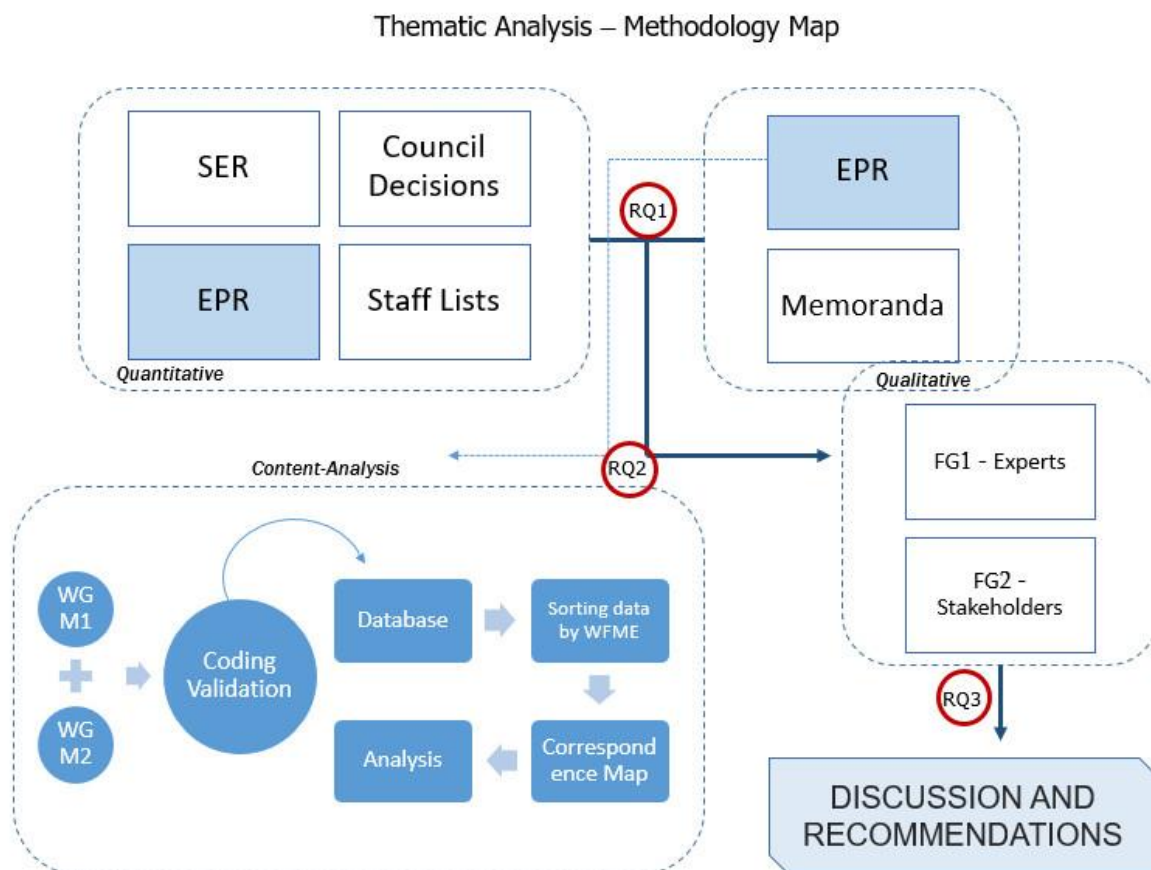 Thematic Analysis – Methodology Map
SER
Council
Decisions
EPR
Staff Lists
Quantitative
RQ1
EPR
Memoranda
Qualitative
RQ2
FG1 - Experts
FG2 -
Stakeholders
RQ3
Content-Analysis
WG
M1
WG
M2
Coding
Validation
Database
Sorting data
by WFME
Analysis
Correspond
ence Map
DISCUSSION AND
RECOMMENDATIONS